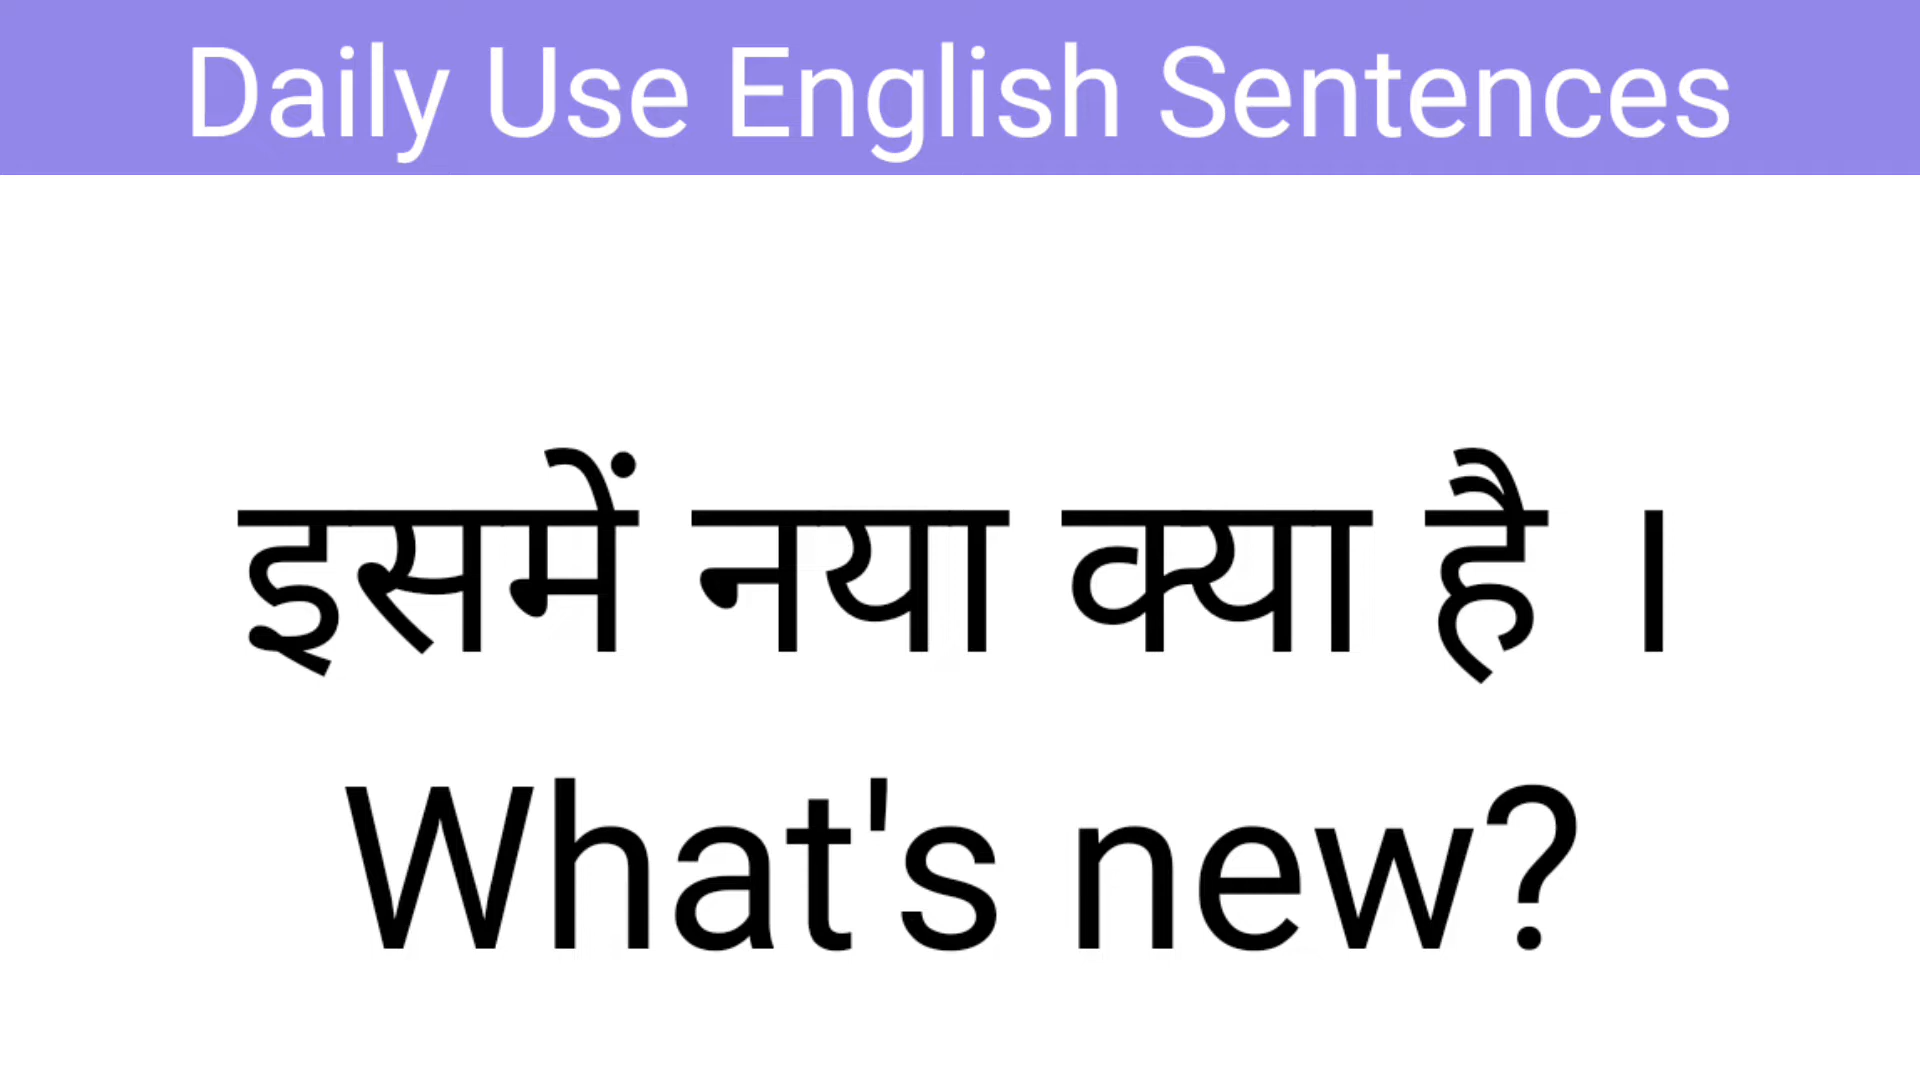 Daily Use English Sentences
इसमें नया क्या है ।
What's new?